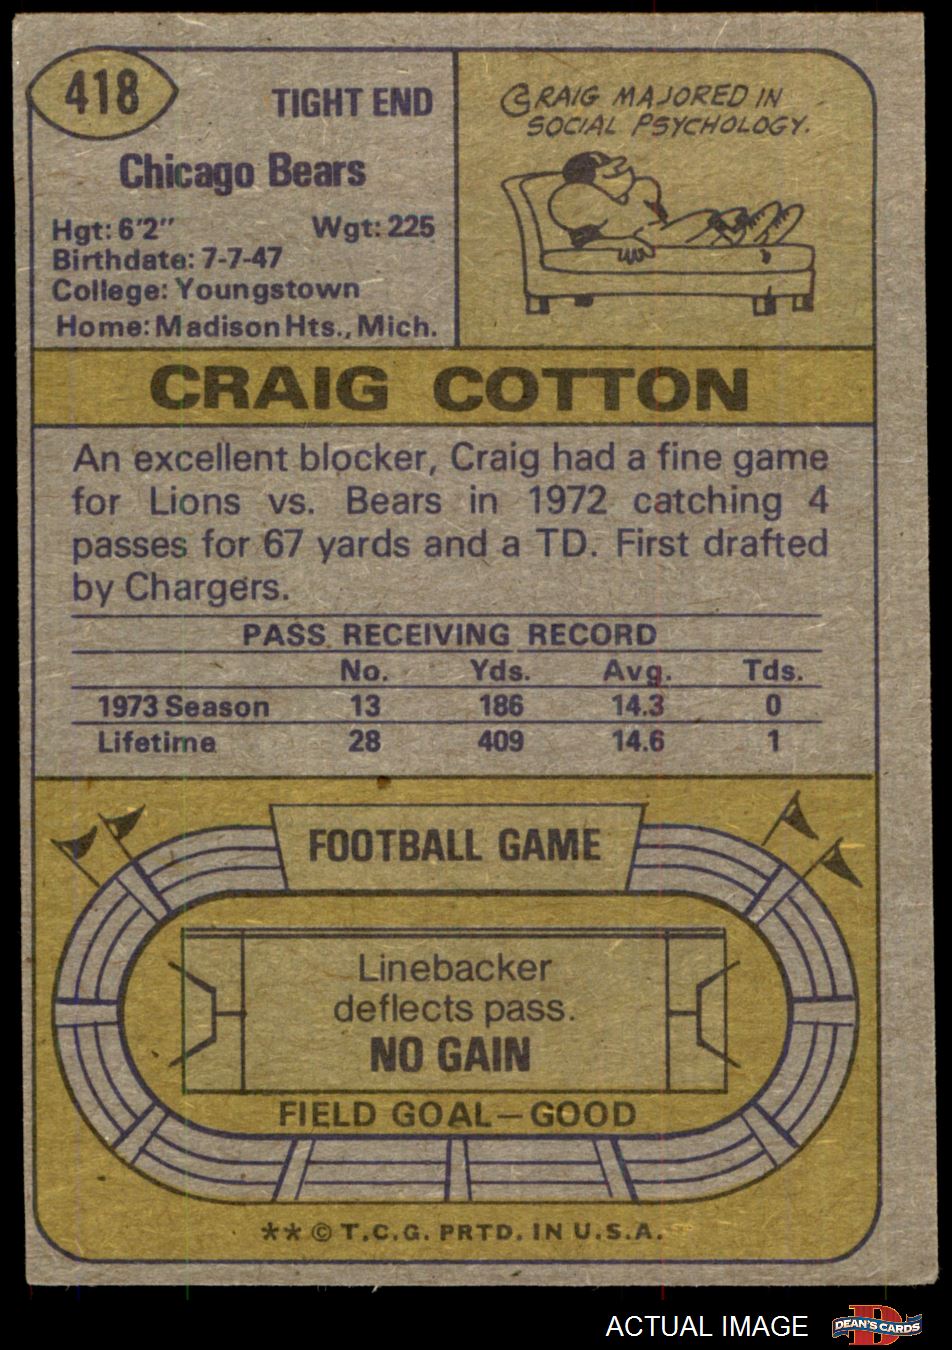 418
TIGHT END
Chicago Bears
Hgt: 6'2" Wgt: 225
Birthdate: 7-7-47
College: Youngstown
Home: Madison Hts., Mich.
CRAIG MAJORED IN
SOCIAL PSYCHOLOGY.
CRAIG COTTON
An excellent blocker, Craig had a fine game
for Lions vs. Bears in 1972 catching 4
passes for 67 yards and a TD. First drafted
by Chargers.
PASS RECEIVING RECORD
No. Yds. Avg. Tds.
1973 Season 13 186 14.3 0
Lifetime 28 409 14.6 1
FOOTBALL GAME
Linebacker
deflects pass.
NO GAIN
FIELD GOAL—GOOD
** © T.C.G. PRTD. IN U.S.A.
ACTUAL IMAGE
D
DEAN'S CARDS